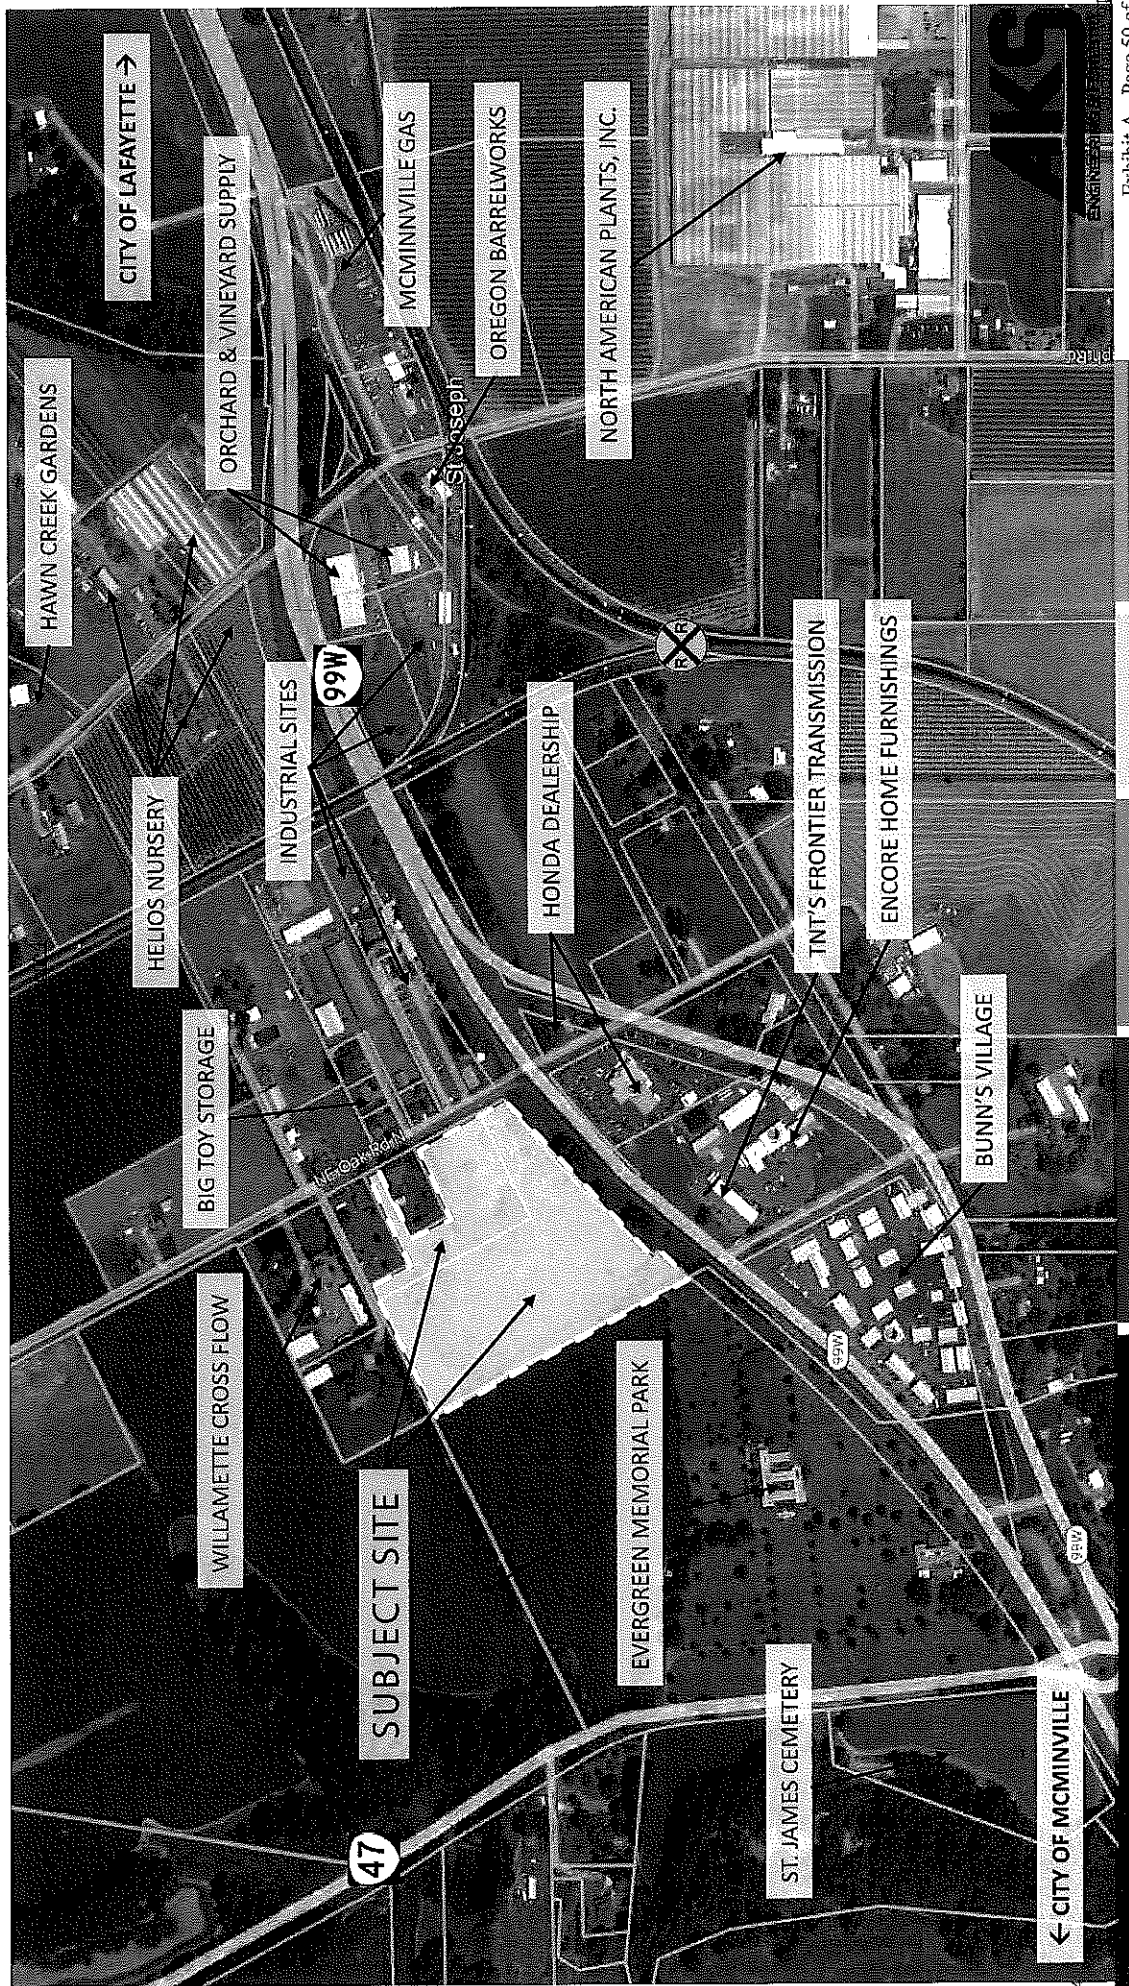 CITY OF LAFAYETTE →
HAWN CREEK GARDENS
ORCHARD & VINEYARD SUPPLY
MCMINNVILLE GAS
OREGON BARRELWORKS
NORTH AMERICAN PLANTS, INC.
HELIOS NURSERY
INDUSTRIAL SITES
99W
St Joseph
R R
HONDA DEALERSHIP
TNT'S FRONTIER TRANSMISSION
ENCORE HOME FURNISHINGS
BIG TOY STORAGE
NE Oak Rd
BUNN'S VILLAGE
WILLAMETTE CROSS FLOW
SUBJECT SITE
EVERGREEN MEMORIAL PARK
99W
99W
47
ST. JAMES CEMETERY
← CITY OF MCMINVILLE
AKS
Exhibit A